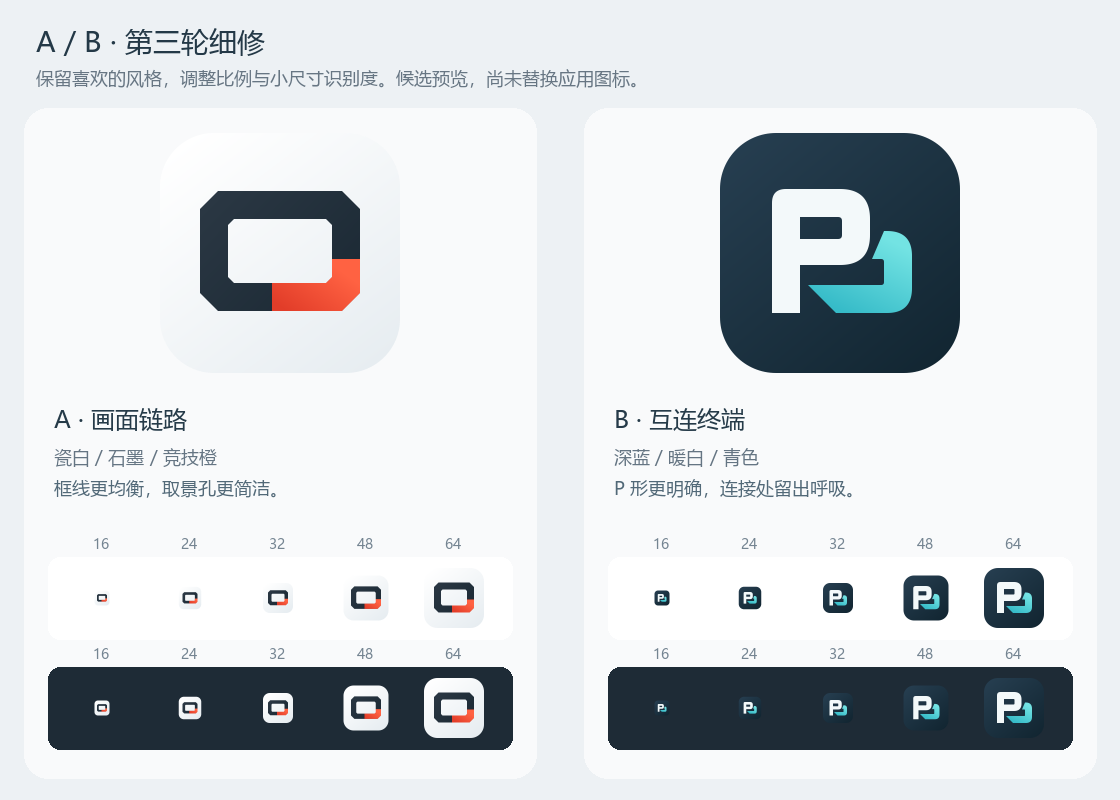 A / B · 第三轮细修
保留喜欢的风格，调整比例与小尺寸识别度。候选预览，尚未替换应用图标。
A · 画面链路
瓷白 / 石墨 / 竞技橙
框线更均衡，取景孔更简洁。
16 24 32 48 64
16 24 32 48 64
P
B · 互连终端
深蓝 / 暖白 / 青色
P 形更明确，连接处留出呼吸。
16 24 32 48 64
16 24 32 48 64